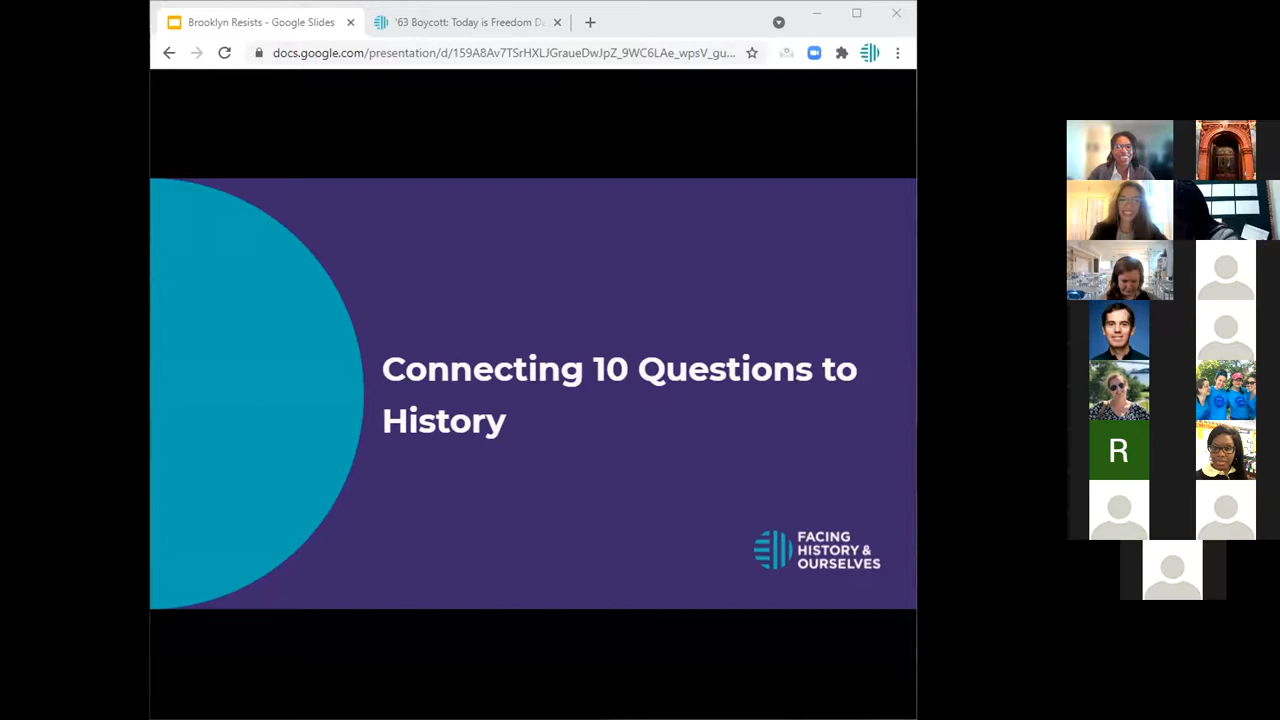 Brooklyn Resists - Google Slides
'63 Boycott: Today is Freedom Da
docs.google.com/presentation/d/159A8Av7TSrHXLJGraueDwJpZ_9WC6LAe_wpsV_gu...
Connecting 10 Questions to
History
FACING
HISTORY &
OURSELVES
R